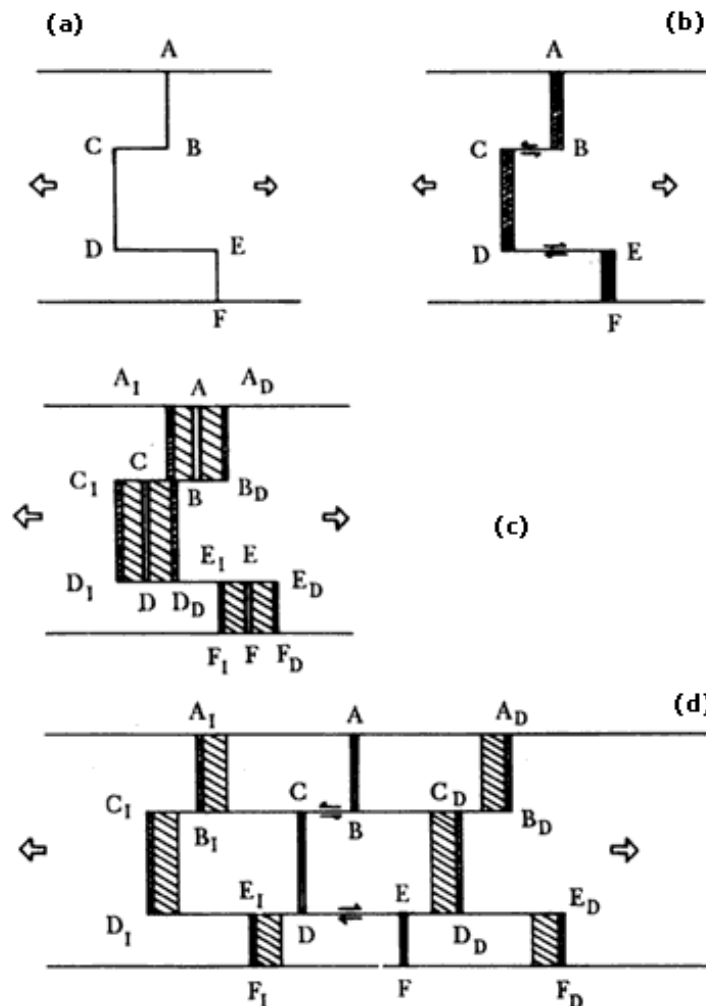 (a)
A
C B
D E
F
(b)
A
C B
D E
F
(c)
A_I A A_D
C
C_I B B_D
E_I E
D_I D D_D E_D
F_I F F_D
(d)
A_I A A_D
C_I C C_D
B_I B B_D
E_I E E_D
D_I D D_D
F_I F F_D